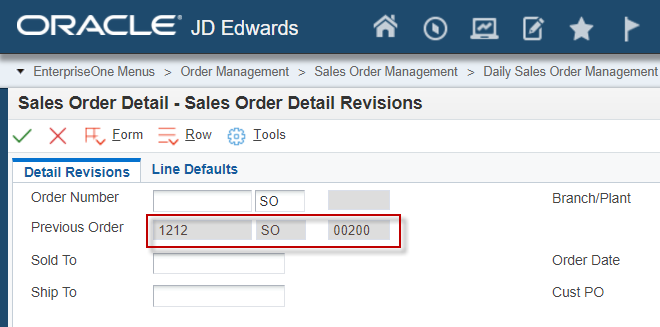 ORACLE JD Edwards
EnterpriseOne Menus > Order Management > Sales Order Management > Daily Sales Order Management
Sales Order Detail - Sales Order Detail Revisions
Form Row Tools
Detail Revisions Line Defaults
Order Number SO Branch/Plant
Previous Order 1212 SO 00200
Sold To Order Date
Ship To Cust PO